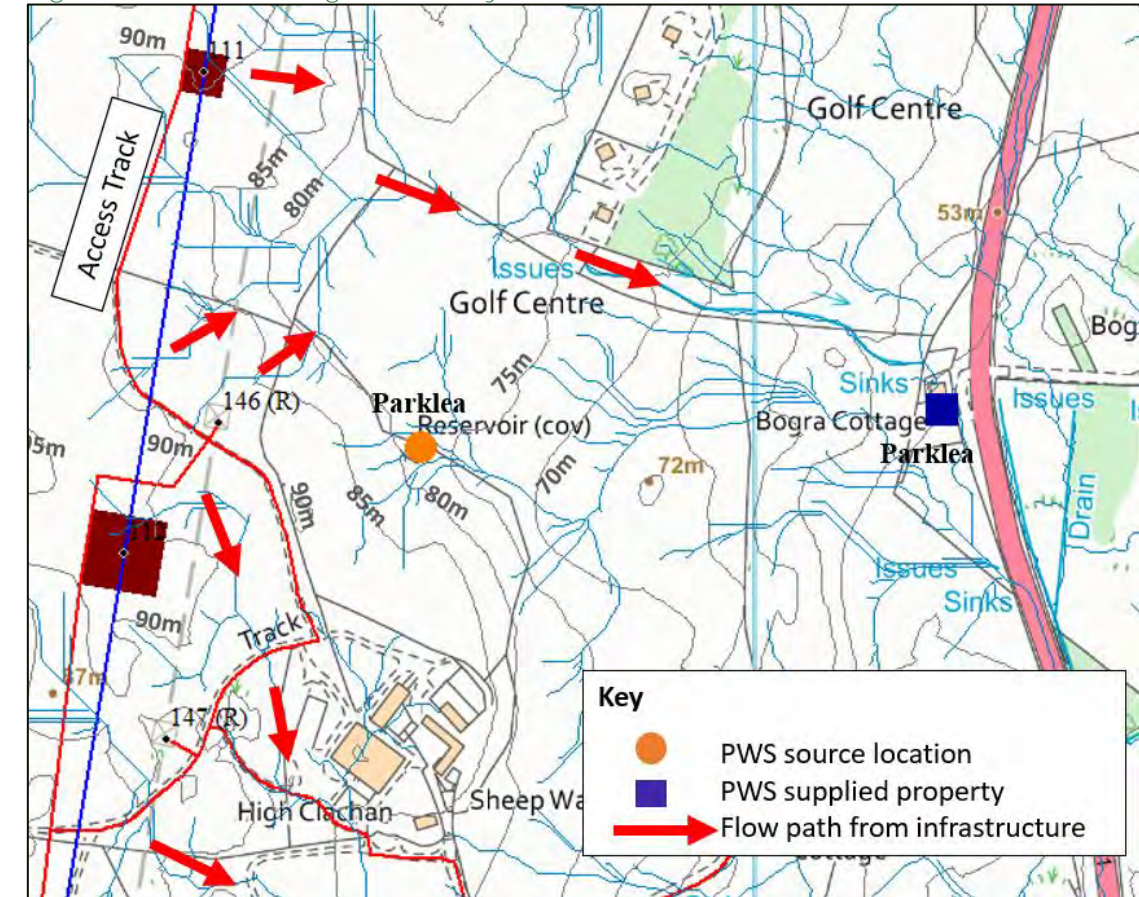 90m
111
Golf Centre
Access Track
85m
80m
53m
Issues
Golf Centre
75m
Bog
Sinks
Issues
146 (R)
Parklea
Reservoir (cov)
Bogra Cottage
Parklea
90m
95m
70m
72m
90m
85m
80m
Drain
112
Issues
Sinks
90m
Track
87m
147 (R)
High Clachan
Sheep Wa
Key
PWS source location
PWS supplied property
Flow path from infrastructure